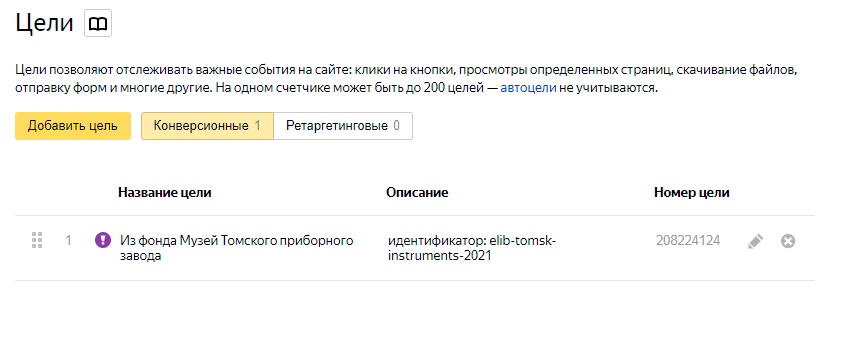 Цели
Цели позволяют отслеживать важные события на сайте: клики на кнопки, просмотры определенных страниц, скачивание файлов,
отправку форм и многие другие. На одном счетчике может быть до 200 целей — автоцели не учитываются.
Добавить цель Конверсионные 1 Ретаргетинговые 0
Название цели Описание Номер цели
1 Из фонда Музей Томского приборного идентификатор: elib-tomsk- 208224124
завода instruments-2021